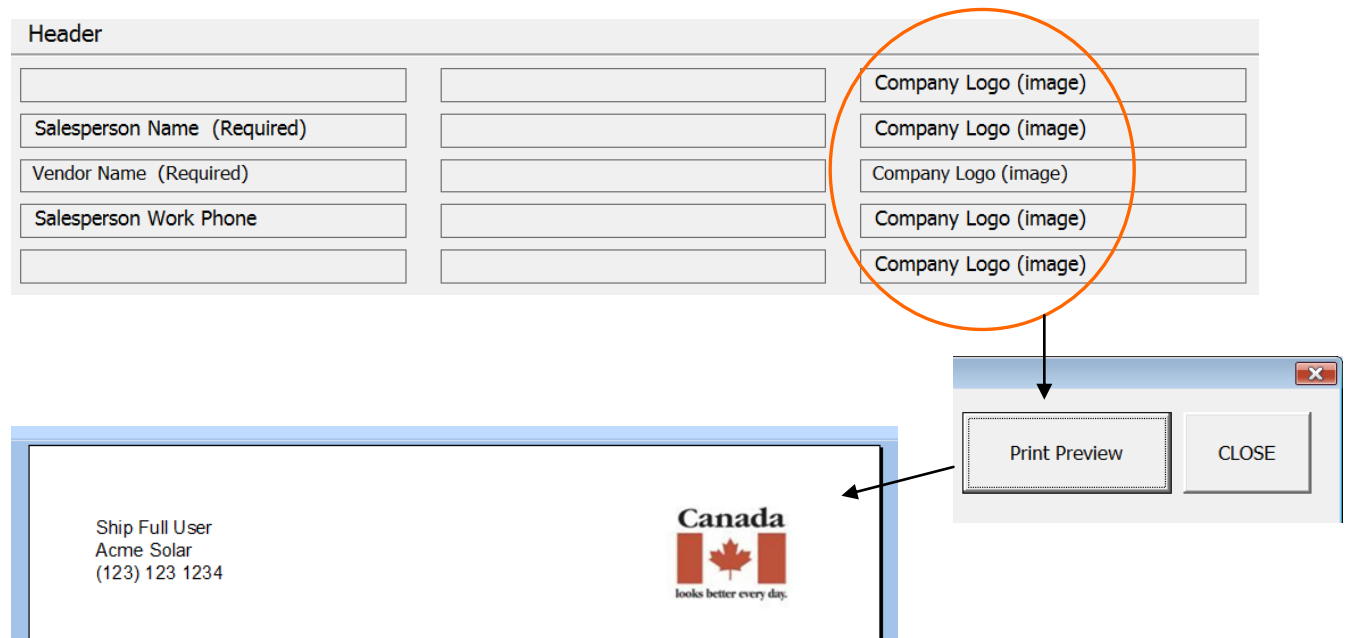 Header
Company Logo (image)
Salesperson Name (Required)
Company Logo (image)
Vendor Name (Required)
Company Logo (image)
Salesperson Work Phone
Company Logo (image)
Company Logo (image)
Print Preview
CLOSE
Ship Full User
Acme Solar
(123) 123 1234
Canada
looks better every day.